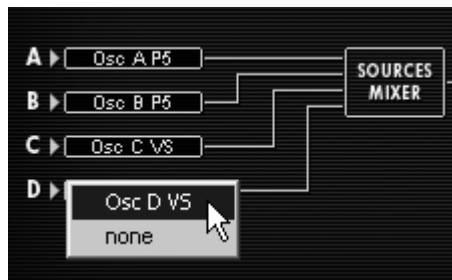 A Osc A P5
SOURCES
MIXER
B Osc B P5
C Osc C VS
D
Osc D VS
none